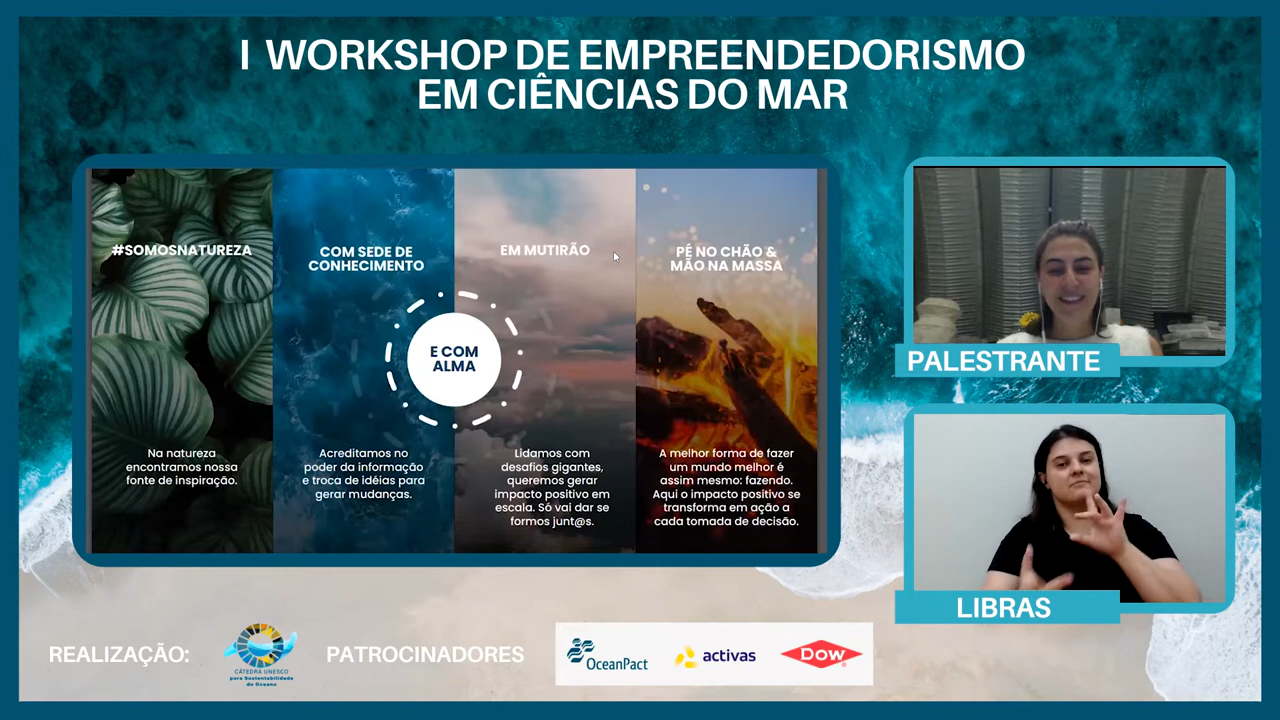 I WORKSHOP DE EMPREENDEDORISMO
EM CIÊNCIAS DO MAR
#SOMOSNATUREZA
Na natureza
encontramos nossa
fonte de inspiração.
COM SEDE DE
CONHECIMENTO
Acreditamos no
poder da informação
e troca de idéias para
gerar mudanças.
E COM
ALMA
EM MUTIRÃO
Lidamos com
desafios gigantes,
queremos gerar
impacto positivo em
escala. Só vai dar se
formos junt@s.
PÉ NO CHÃO &
MÃO NA MASSA
A melhor forma de fazer
um mundo melhor é
assim mesmo: fazendo.
Aqui o impacto positivo se
transforma em ação a
cada tomada de decisão.
PALESTRANTE
LIBRAS
REALIZAÇÃO:
CÁTEDRA UNESCO
para Sustentabilidade
do Oceano
PATROCINADORES
OceanPact
activas
Dow